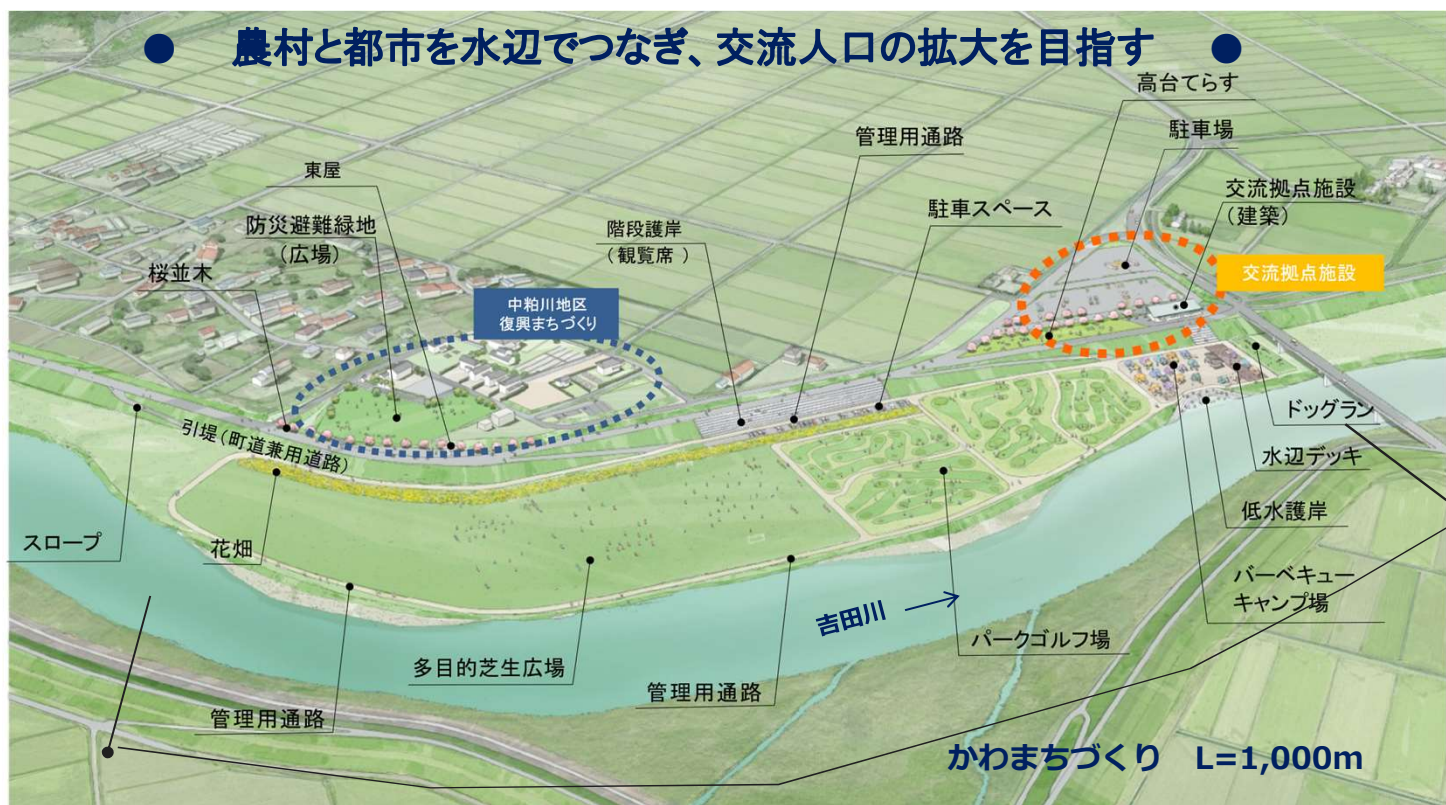 ● 農村と都市を水辺でつなぎ、交流人口の拡大を目指す ●
高台てらす
駐車場
管理用通路
東屋
交流拠点施設
（建築）
駐車スペース
防災避難緑地
（広場）
階段護岸
（観覧席 ）
桜並木
交流拠点施設
中粕川地区
復興まちづくり
ドッグラン
引堤（町道兼用道路）
水辺デッキ
低水護岸
スロープ
花畑
バーベキュー
キャンプ場
吉田川 →
パークゴルフ場
多目的芝生広場
管理用通路
管理用通路
かわまちづくり L=1,000m